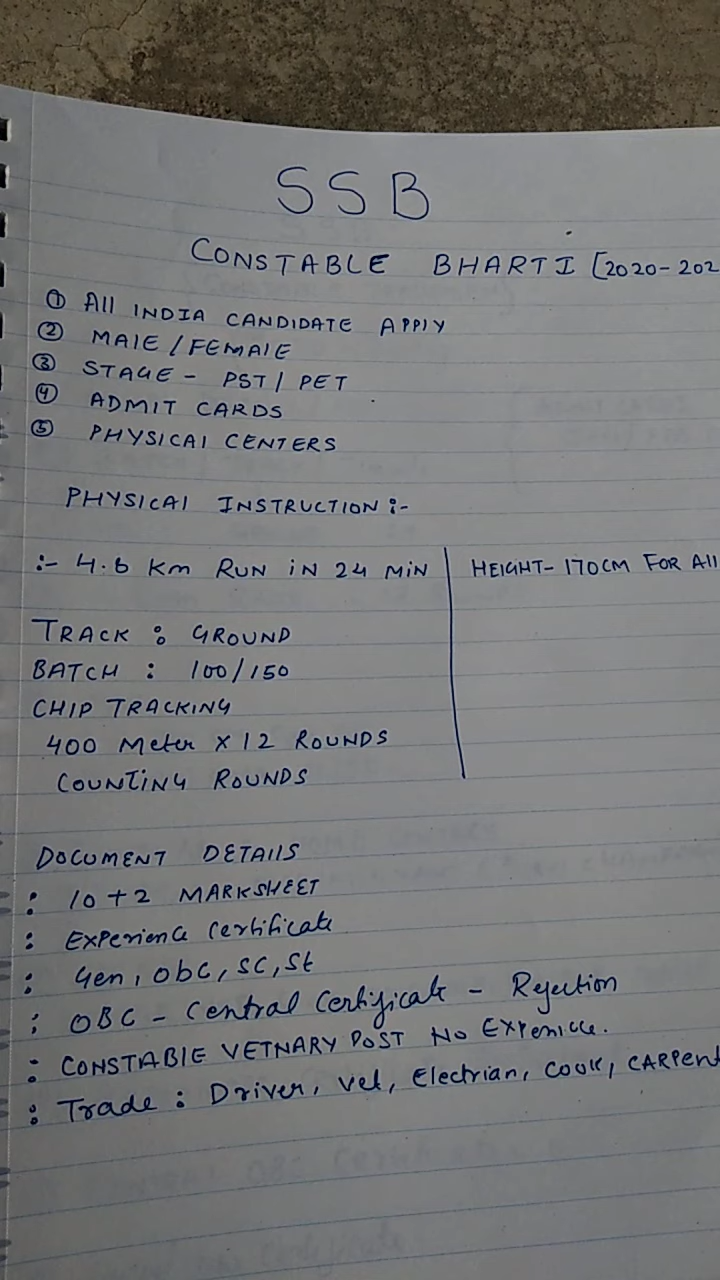 SSB
CONSTABLE BHARTI [2020-202
① All INDIA CANDIDATE APPlY
② MAlE / FEMAlE
③ STAGE - PST / PET
④ ADMIT CARDS
⑤ PHYSICAl CENTERS
PHYSICAl INSTRUCTION :-
:- 4.8 Km RUN iN 24 MiN
HEIGHT - 170CM FOR All
TRACK : GROUND
BATCH : 100/150
CHIP TRACKING
400 Meter X 12 ROUNDS
COUNTiNG ROUNDS
DOCUMENT DETAIlS
: 10+2 MARKSHEET
: EXPerienCe Certificate
: Gen, ObC, SC, St
: OBC - Central Certificate - Rejection
: CONSTABlE VETNARY POST No EXPenicce.
: Trade : Driver, vet, Electrian, Cook, CARPent